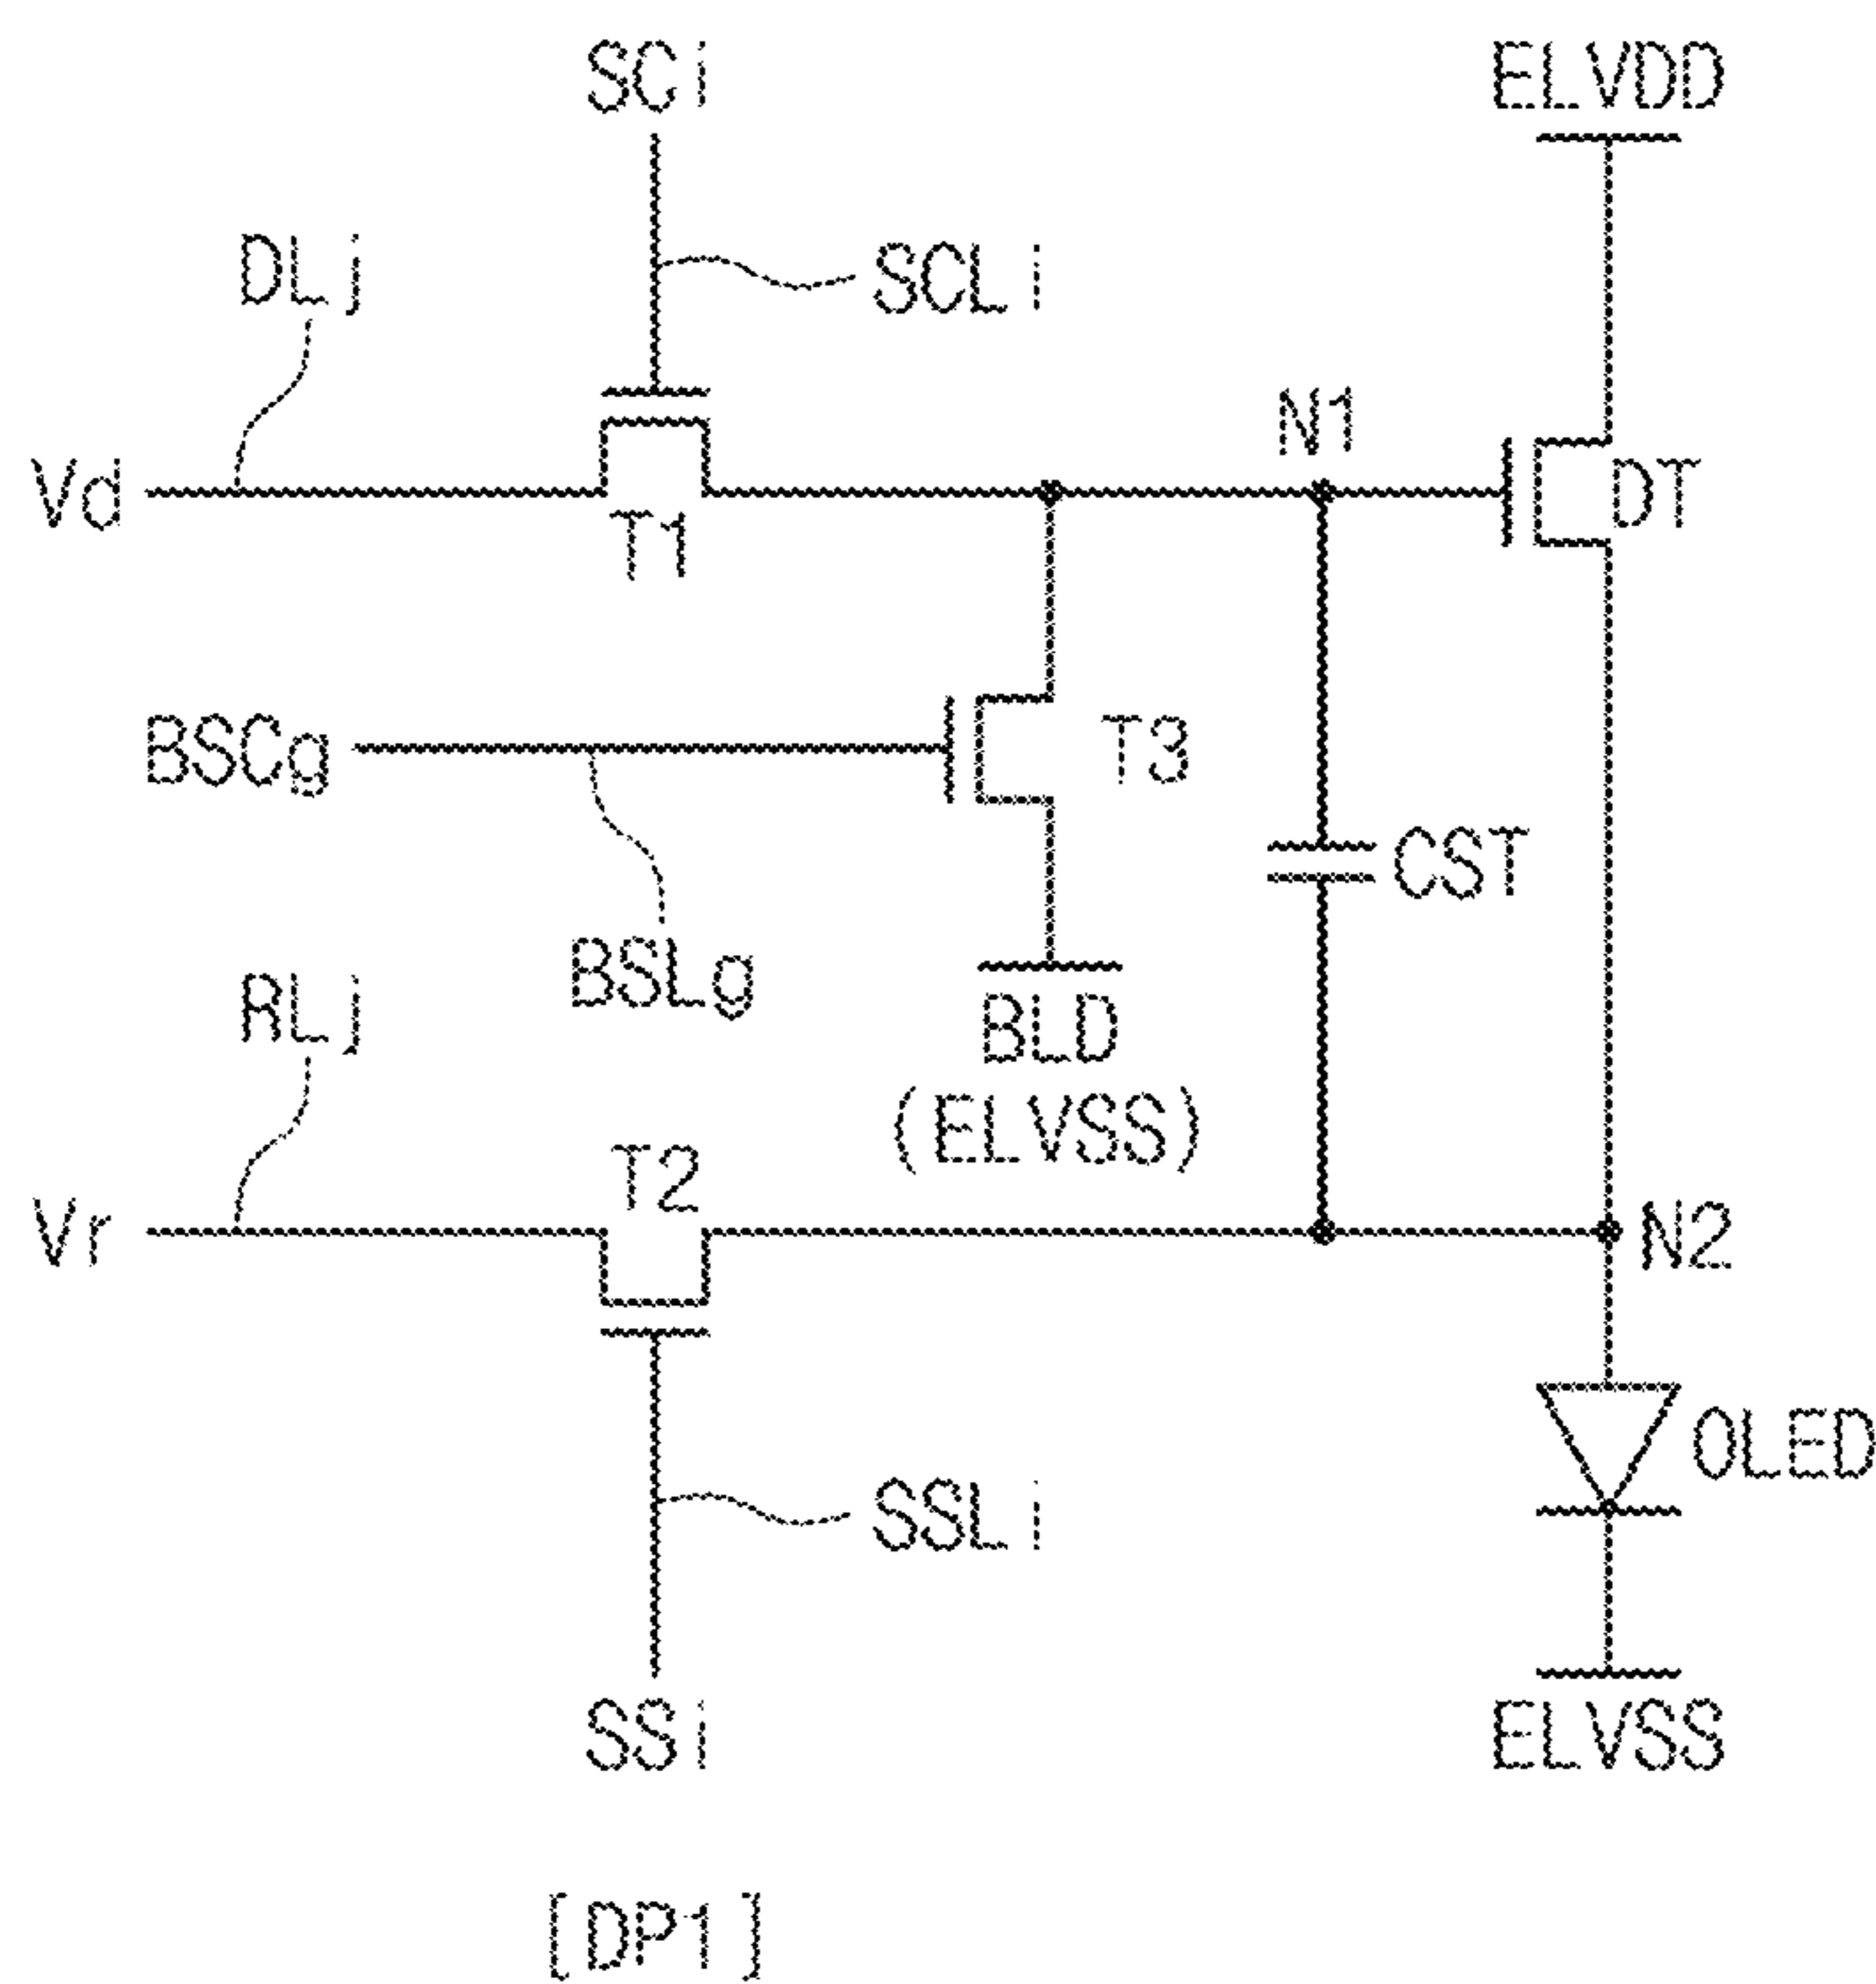 SCi
ELVDD
DLj
SCLi
N1
Vd
DT
T1
BSCg
T3
CST
BSLg
RLj
BLD
(ELVSS)
T2
Vr
N2
OLED
SSLi
SSi
ELVSS
[DP1]